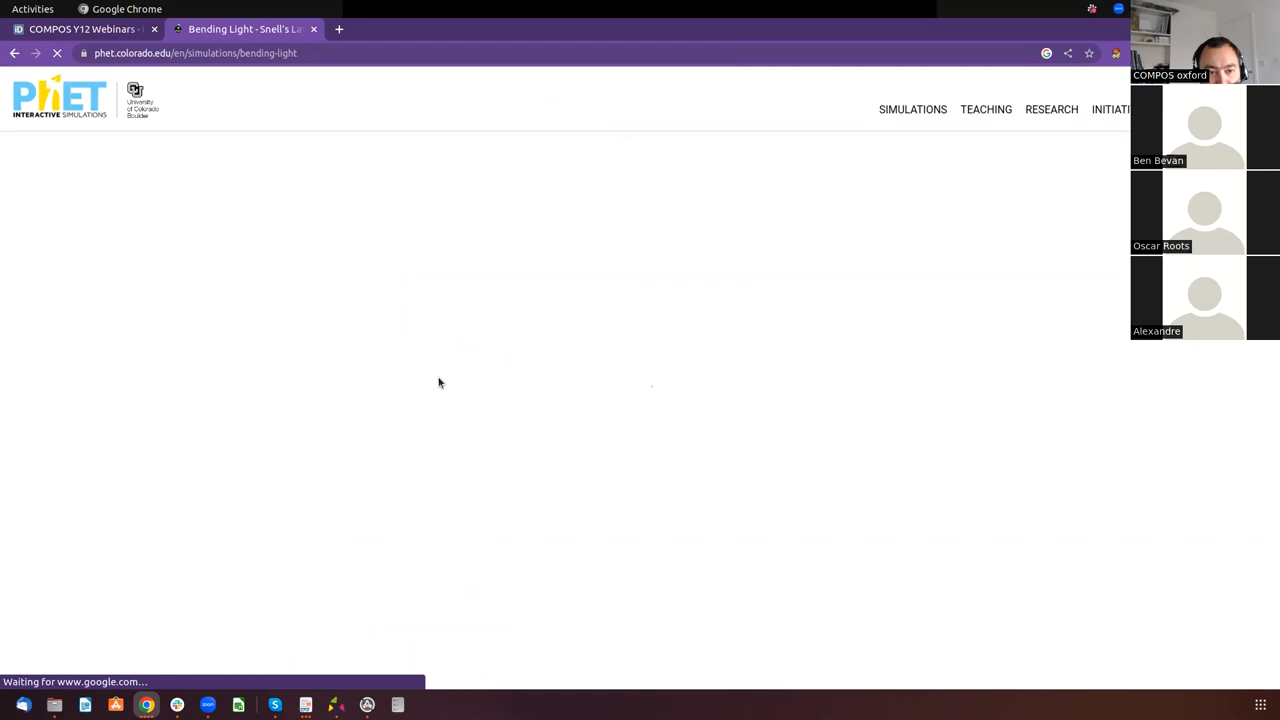 Activities Google Chrome
COMPOS Y12 Webinars - Bending Light - Snell's La
phet.colorado.edu/en/simulations/bending-light
COMPOS oxford
PhET
INTERACTIVE SIMULATIONS
CU
University
of Colorado
Boulder
SIMULATIONS TEACHING RESEARCH INITIATI
Ben Bevan
Oscar Roots
Alexandre
Waiting for www.google.com…